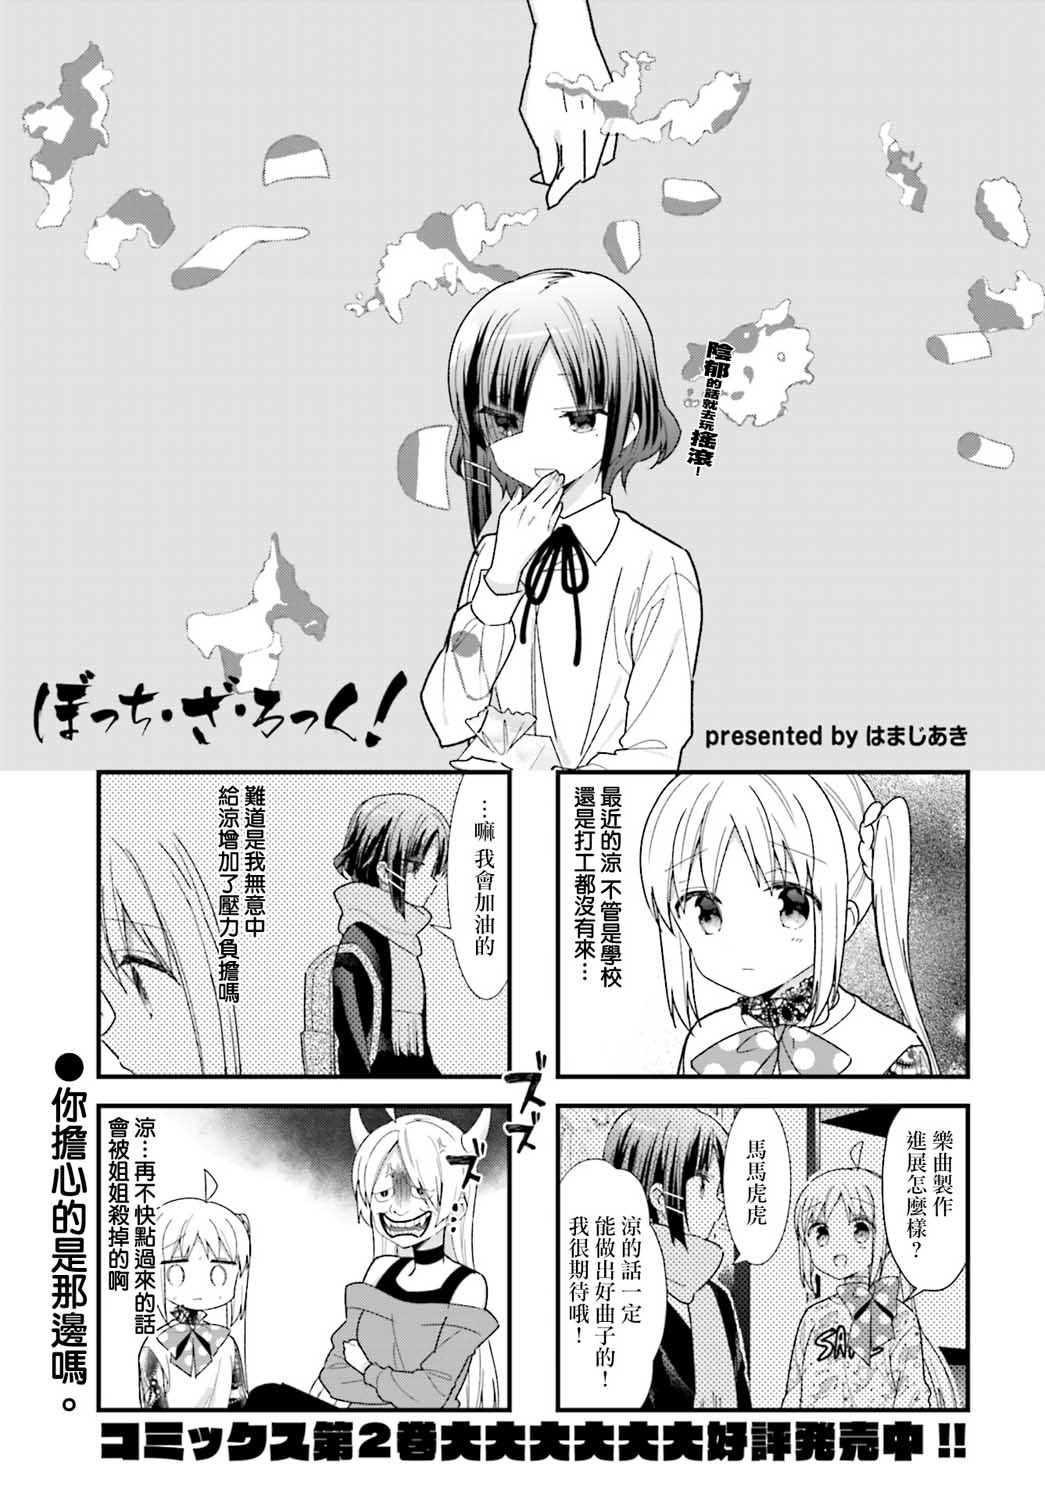 陰郁的話就去玩搖滾！
ぼっち・ざ・ろっく！
presented by はまじあき
最近的涼 不管是學校
還是打工都沒有來…
…嘛 我會加油的
難道是我無意中
給涼增加了壓力負擔嗎
樂曲製作
進展怎麼樣？
馬馬虎虎
涼的話一定
能做出好曲子的！
我很期待哦！
ズズ
ズ
涼…再不快點過來的話
會被姐姐殺掉的啊
●你擔心的是那邊嗎。
コミックス第2巻大大大大大大好評発売中!!